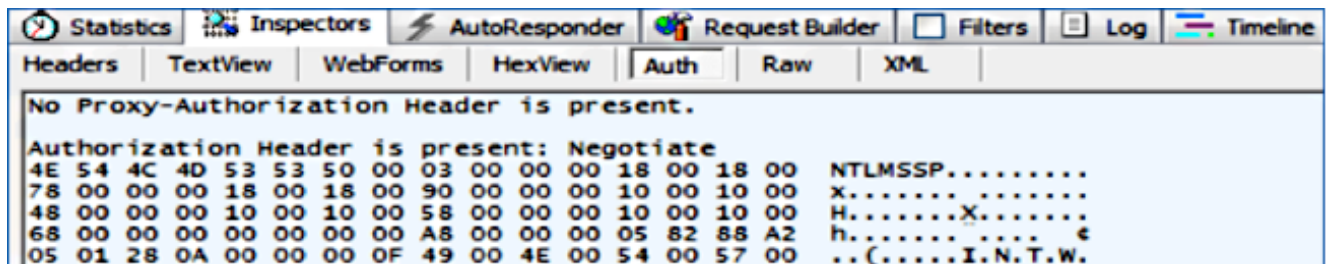 Statistics Inspectors AutoResponder Request Builder Filters Log Timeline
Headers TextView WebForms HexView Auth Raw XML
No Proxy-Authorization Header is present.
Authorization Header is present: Negotiate
4E 54 4C 4D 53 53 50 00 03 00 00 00 18 00 18 00 NTLMSSP.........
78 00 00 00 18 00 18 00 90 00 00 00 10 00 10 00 x....... .......
48 00 00 00 10 00 10 00 58 00 00 00 10 00 10 00 H.......X.......
68 00 00 00 00 00 00 00 A8 00 00 00 05 82 88 A2 h....... .... ¢
05 01 28 0A 00 00 00 0F 49 00 4E 00 54 00 57 00 ..(.....I.N.T.W.